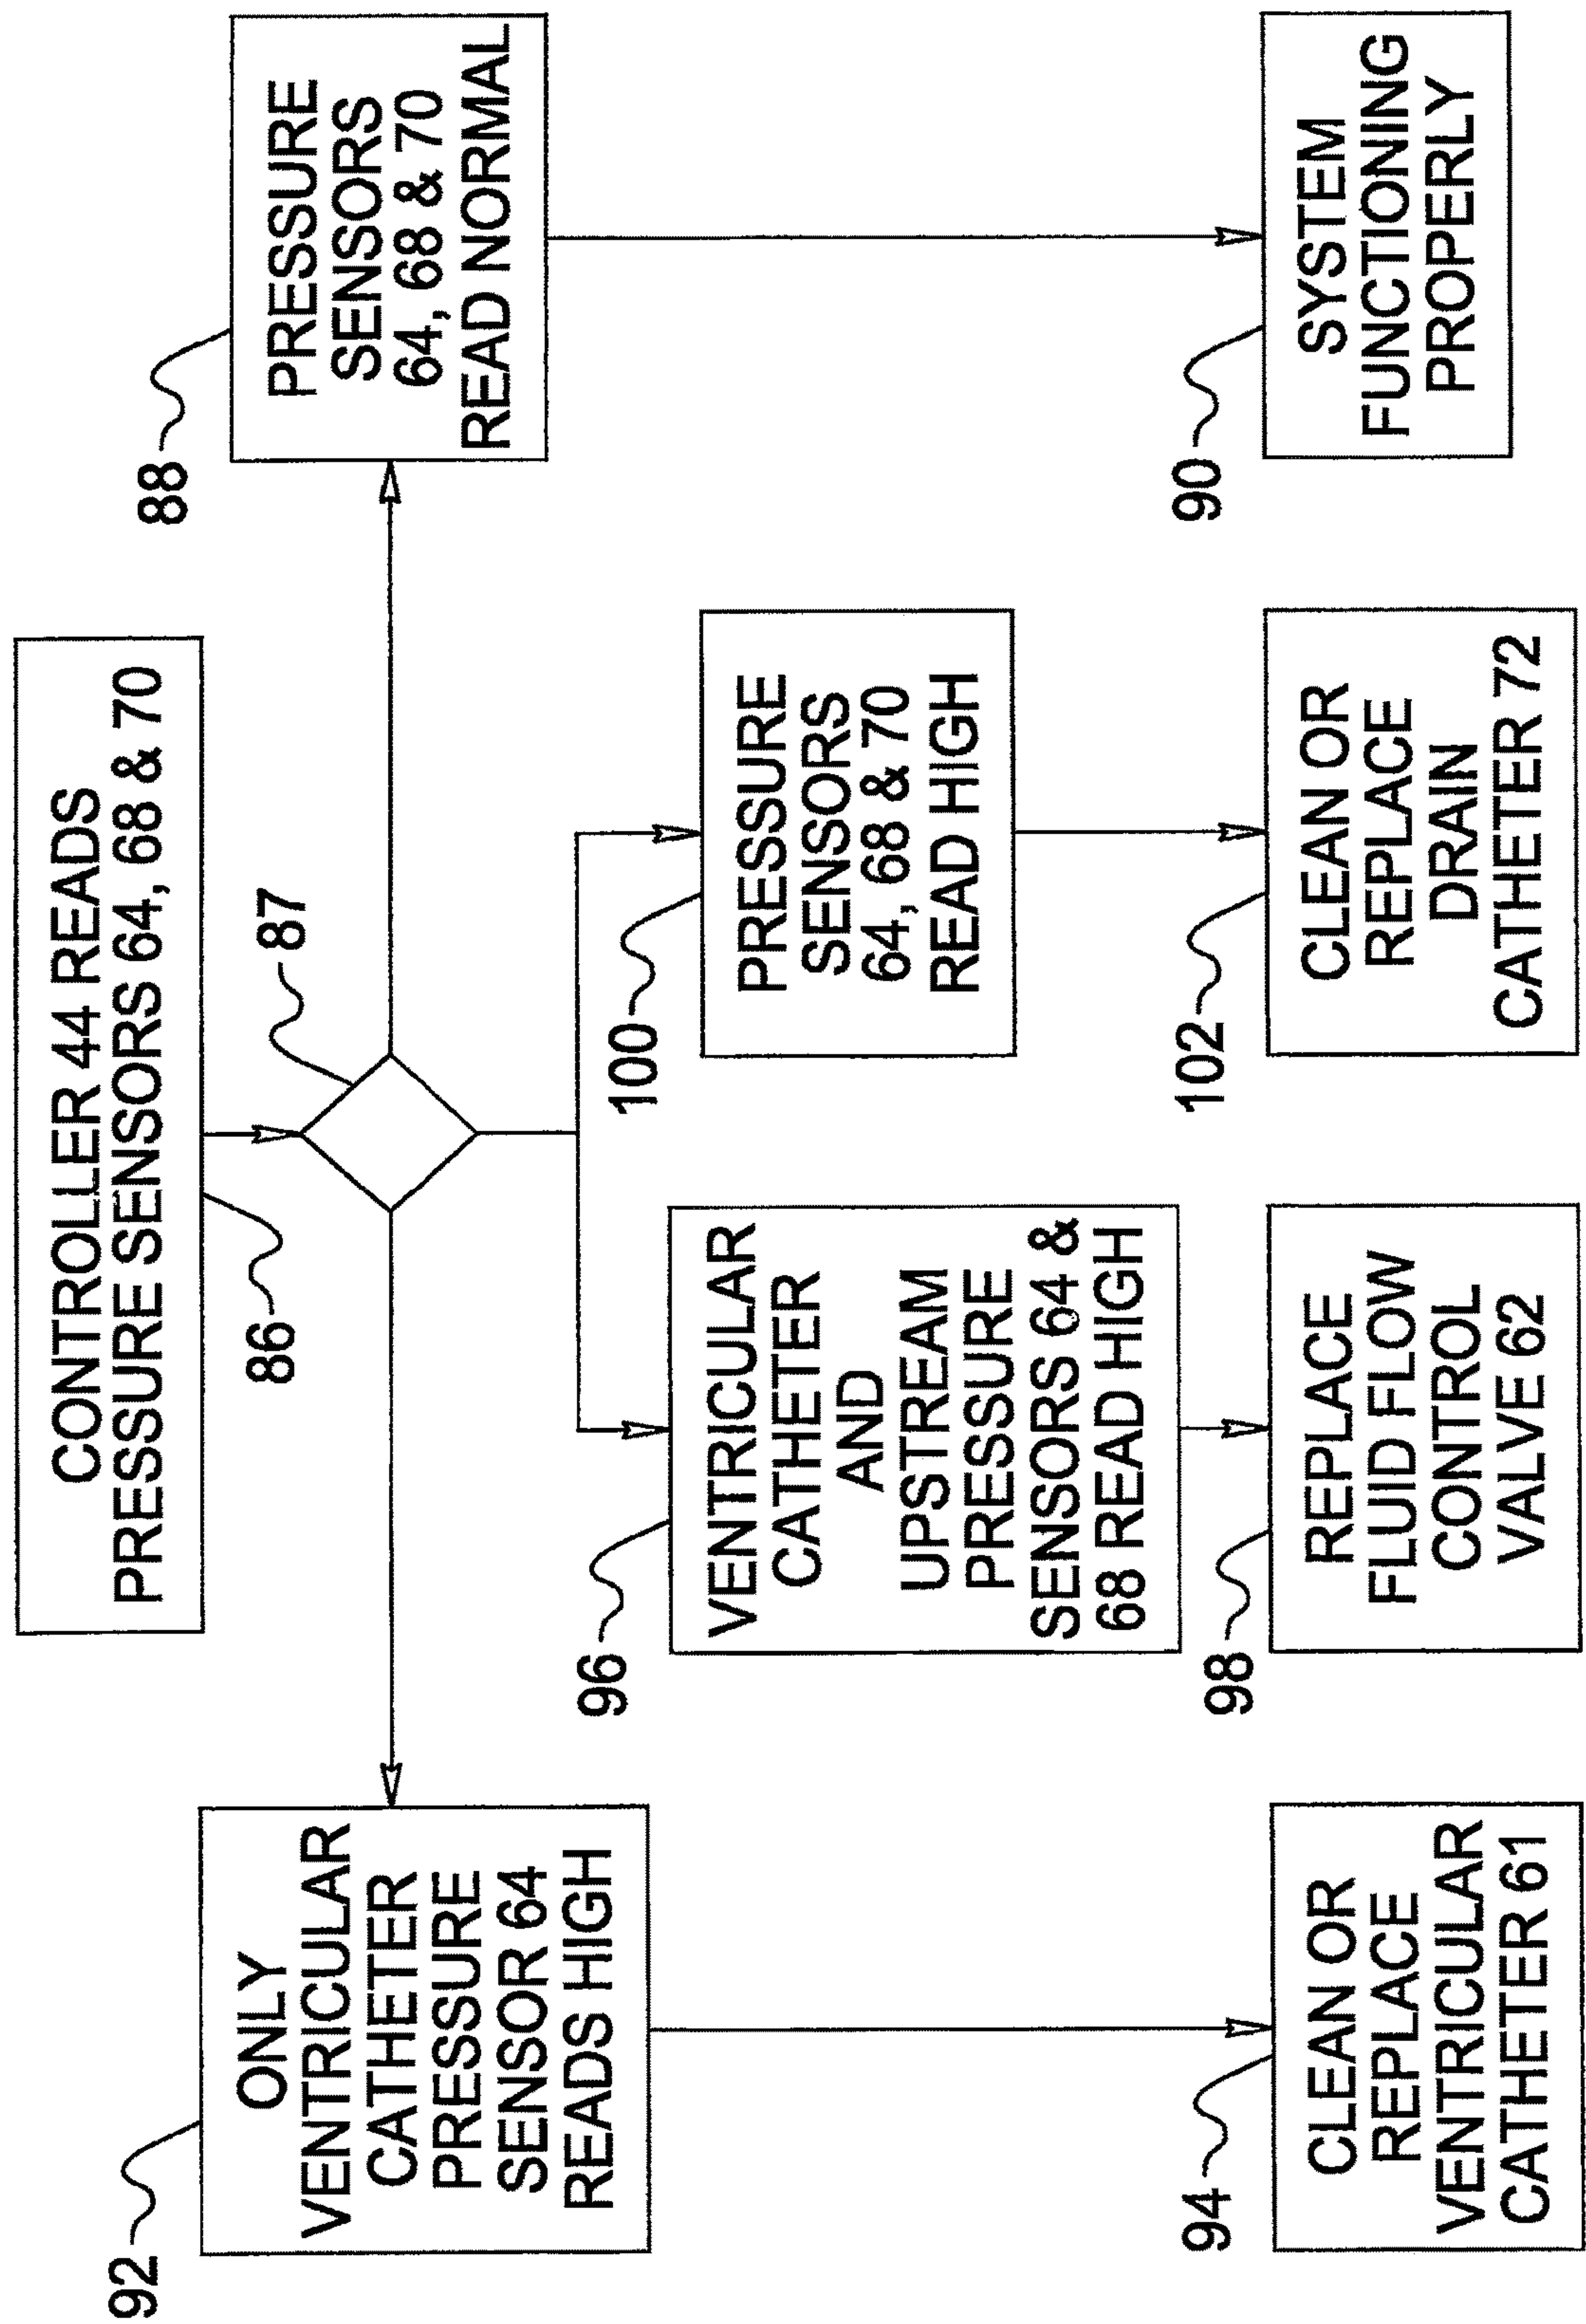 CONTROLLER 44 READS
PRESSURE SENSORS 64, 68 & 70
86
87
92
ONLY
VENTRICULAR
CATHETER
PRESSURE
SENSOR 64
READS HIGH
88
PRESSURE
SENSORS
64, 68 & 70
READ NORMAL
96
VENTRICULAR
CATHETER
AND
UPSTREAM
PRESSURE
SENSORS 64 &
68 READ HIGH
100
PRESSURE
SENSORS
64, 68 & 70
READ HIGH
94
CLEAN OR
REPLACE
VENTRICULAR
CATHETER 61
98
REPLACE
FLUID FLOW
CONTROL
VALVE 62
102
CLEAN OR
REPLACE
DRAIN
CATHETER 72
90
SYSTEM
FUNCTIONING
PROPERLY